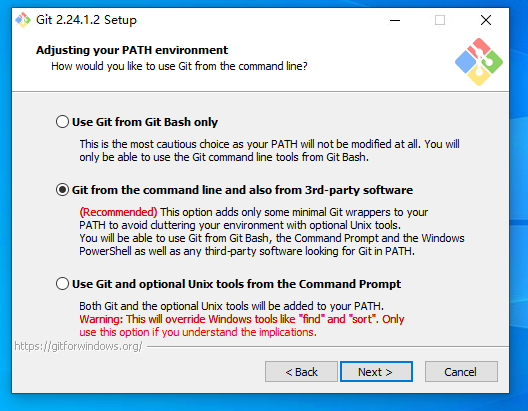 Git 2.24.1.2 Setup
Adjusting your PATH environment
How would you like to use Git from the command line?
Use Git from Git Bash only
This is the most cautious choice as your PATH will not be modified at all. You will
only be able to use the Git command line tools from Git Bash.
Git from the command line and also from 3rd-party software
(Recommended) This option adds only some minimal Git wrappers to your
PATH to avoid cluttering your environment with optional Unix tools.
You will be able to use Git from Git Bash, the Command Prompt and the Windows
PowerShell as well as any third-party software looking for Git in PATH.
Use Git and optional Unix tools from the Command Prompt
Both Git and the optional Unix tools will be added to your PATH.
Warning: This will override Windows tools like "find" and "sort". Only
use this option if you understand the implications.
https://gitforwindows.org/
< Back Next > Cancel